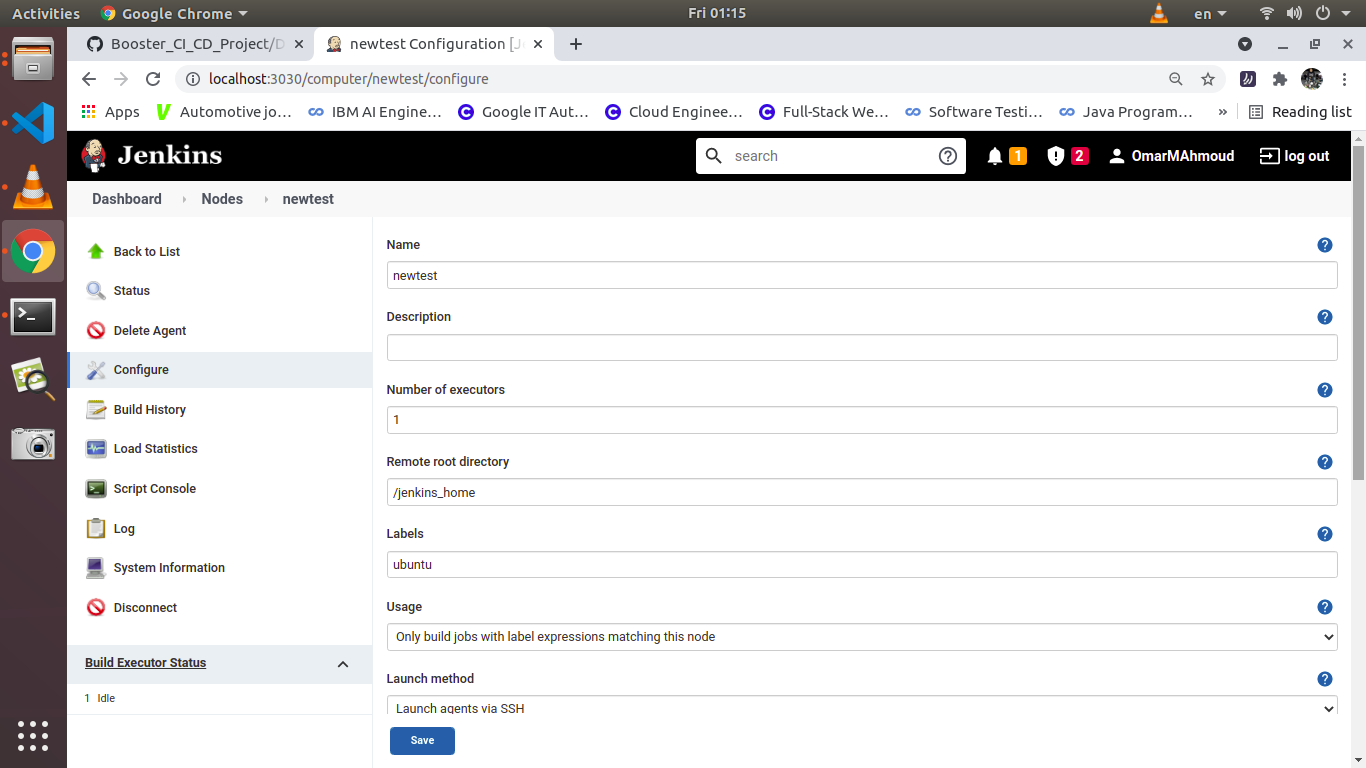 Activities Google Chrome Fri 01:15 en
Booster_CI_CD_Project/D newtest Configuration [Je
localhost:3030/computer/newtest/configure
Apps Automotive jo… IBM AI Engine… Google IT Aut… Cloud Enginee… Full-Stack We… Software Testi… Java Program… » Reading list
Jenkins search 1 2 OmarMAhmoud log out
Dashboard Nodes newtest
Back to List
Status
Delete Agent
Configure
Build History
Load Statistics
Script Console
Log
System Information
Disconnect
Build Executor Status
1 Idle
Name
newtest
Description
Number of executors
1
Remote root directory
/jenkins_home
Labels
ubuntu
Usage
Only build jobs with label expressions matching this node
Launch method
Launch agents via SSH
Save